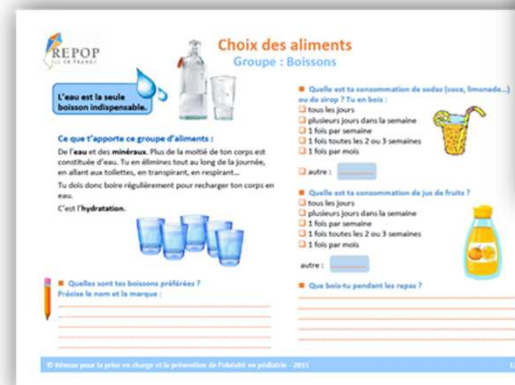 REPOP
ILE DE FRANCE
Choix des aliments
Groupe : Boissons
L'eau est la seule
boisson indispensable.
Ce que t'apporte ce groupe d'aliments :
De l'eau et des minéraux. Plus de la moitié de ton corps est
constituée d'eau. Tu en élimines tout au long de la journée,
en allant aux toilettes, en transpirant, en respirant...
Tu dois donc boire régulièrement pour recharger ton corps en
eau.
C'est l'hydratation.
Quelles sont tes boissons préférées ?
Précise le nom et la marque :
Quelle est ta consommation de sodas (coca, limonade...)
ou de sirop ? Tu en bois :
tous les jours
plusieurs jours dans la semaine
1 fois par semaine
1 fois toutes les 2 ou 3 semaines
1 fois par mois
autre :
Quelle est ta consommation de jus de fruits ?
tous les jours
plusieurs jours dans la semaine
1 fois par semaine
1 fois toutes les 2 ou 3 semaines
1 fois par mois
autre :
Que bois-tu pendant les repas ?
© Réseau pour la prise en charge et la prévention de l'obésité en pédiatrie - 2015